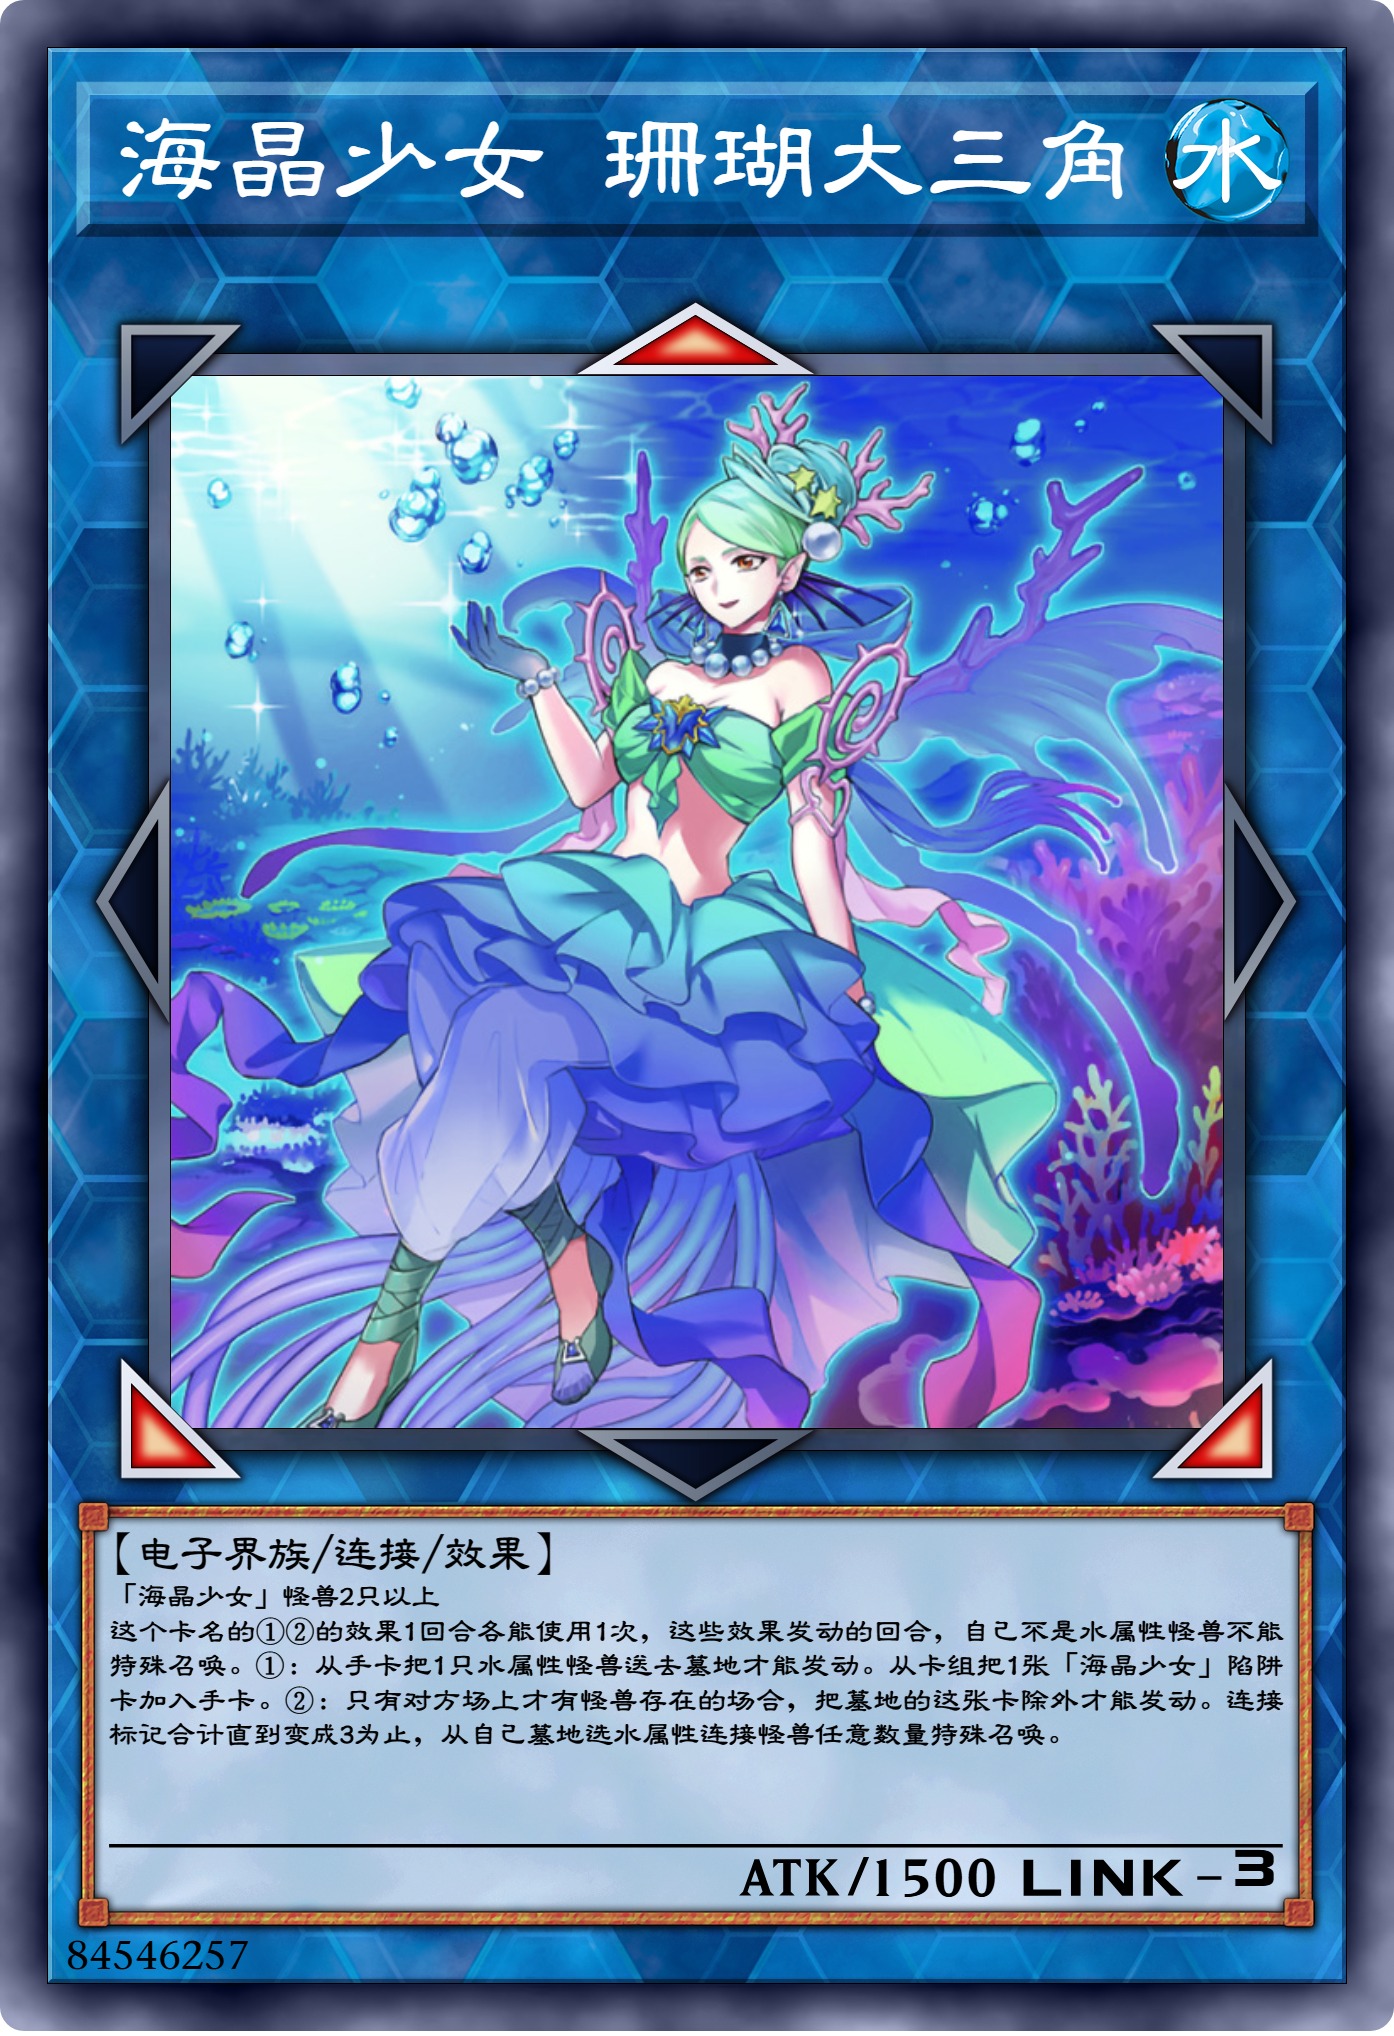 海晶少女 珊瑚大三角 水
【电子界族/连接/效果】
「海晶少女」怪兽2只以上
这个卡名的①②的效果1回合各能使用1次，这些效果发动的回合，自己不是水属性怪兽不能
特殊召唤。①：从手卡把1只水属性怪兽送去墓地才能发动。从卡组把1张「海晶少女」陷阱
卡加入手卡。②：只有对方场上才有怪兽存在的场合，把墓地的这张卡除外才能发动。连接
标记合计直到变成3为止，从自己墓地选水属性连接怪兽任意数量特殊召唤。
ATK/1500 LINK-3
84546257